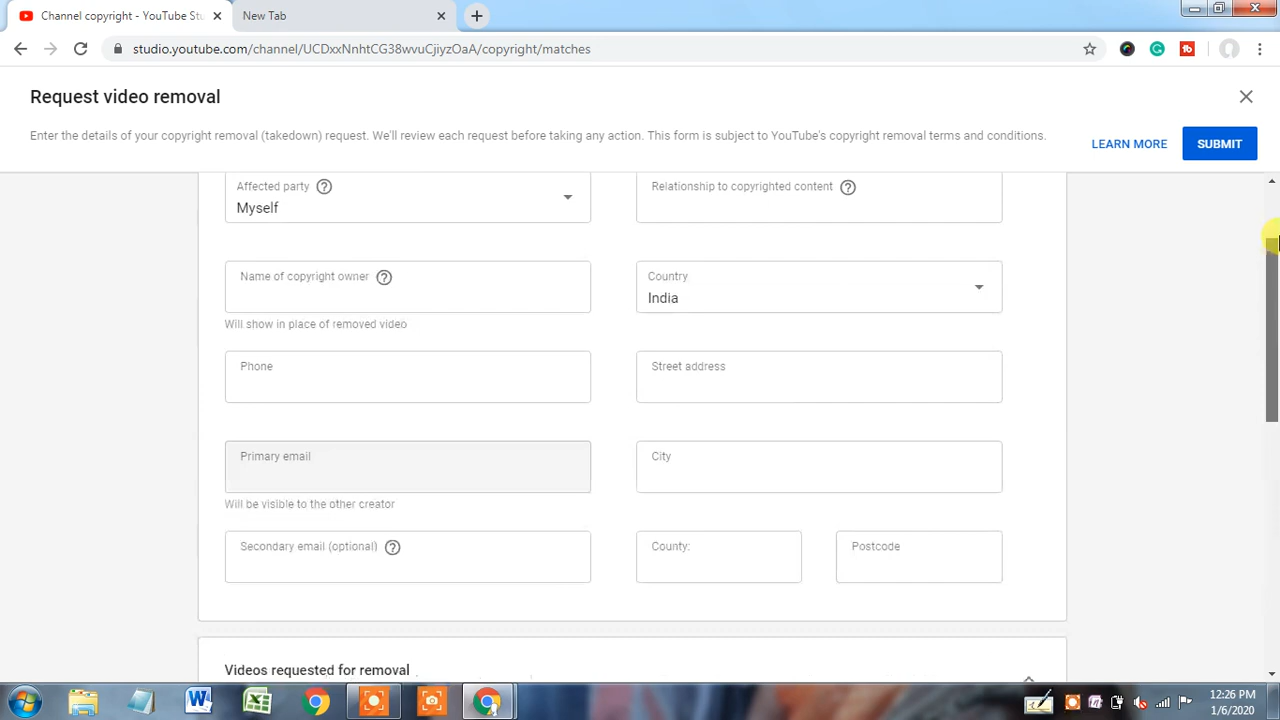 Channel copyright - YouTube Stu
New Tab
studio.youtube.com/channel/UCDxxNnhtCG38wvuCjiyzOaA/copyright/matches
Request video removal
Enter the details of your copyright removal (takedown) request. We'll review each request before taking any action. This form is subject to YouTube's copyright removal terms and conditions.
LEARN MORE
SUBMIT
Affected party
Myself
Relationship to copyrighted content
Name of copyright owner
Will show in place of removed video
Country
India
Phone
Street address
Primary email
Will be visible to the other creator
City
Secondary email (optional)
County:
Postcode
Videos requested for removal
12:26 PM
1/6/2020